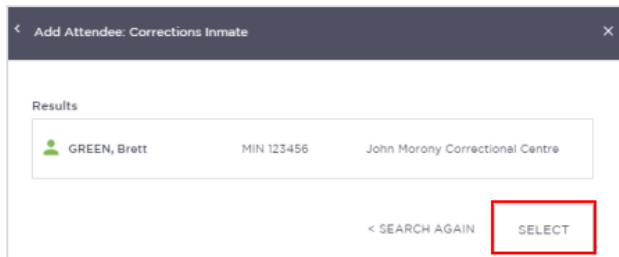 < Add Attendee: Corrections Inmate ×
Results
GREEN, Brett MIN 123456 John Morony Correctional Centre
< SEARCH AGAIN SELECT